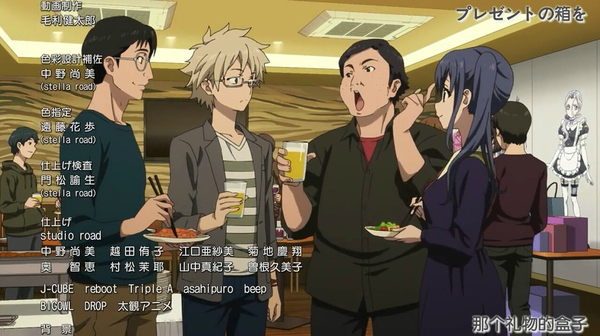 動画制作
毛利健太郎
プレゼントの箱を
色彩設計補佐
中野尚美
(stella road)
色指定
遠藤花歩
(stella road)
仕上げ検査
門松諭生
(stella road)
仕上げ
studio road
中野尚美 越田侑子 江口亜紗美 菊地慶翔
奥智恵 村松茉耶 山中真紀子 曽根久美子
J-CUBE reboot Triple-A asahipuro beep
BIGOWL DROP 太観アニメ
背景
那个礼物的盒子